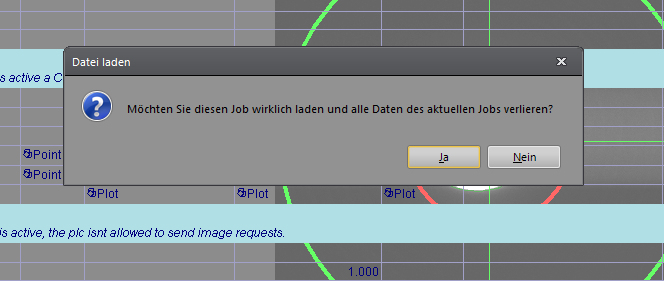 Datei laden
s active a C
Möchten Sie diesen Job wirklich laden und alle Daten des aktuellen Jobs verlieren?
Ja
Nein
Point
Point
Plot
Plot
Plot
is active, the plc isnt allowed to send image requests.
1.000